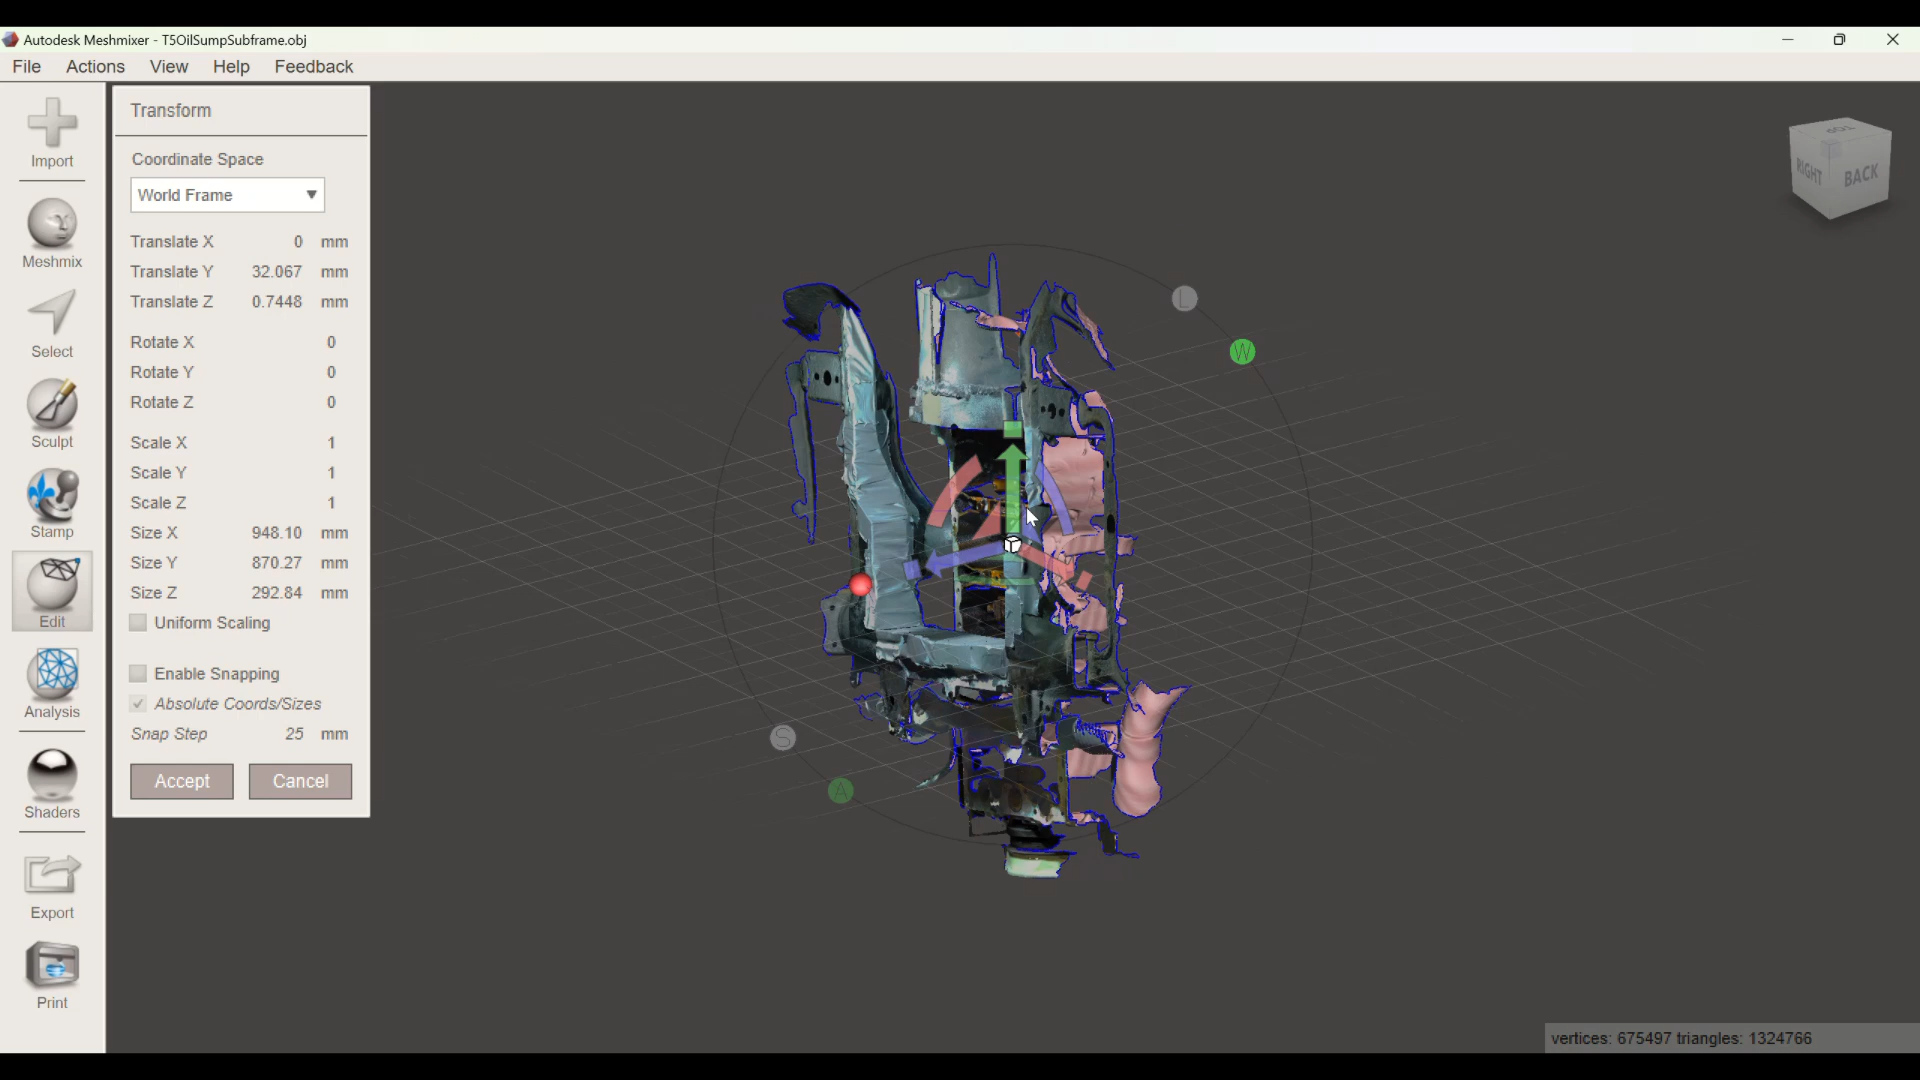 Autodesk Meshmixer - T5OilSumpSubframe.obj
File Actions View Help Feedback
Import
Meshmix
Select
Sculpt
Stamp
Edit
Analysis
Shaders
Export
Print
Transform
Coordinate Space
World Frame
Translate X 0 mm
Translate Y 32.067 mm
Translate Z 0.7448 mm
Rotate X 0
Rotate Y 0
Rotate Z 0
Scale X 1
Scale Y 1
Scale Z 1
Size X 948.10 mm
Size Y 870.27 mm
Size Z 292.84 mm
Uniform Scaling
Enable Snapping
Absolute Coords/Sizes
Snap Step 25 mm
Accept Cancel
L
W
S
A
TOP
RIGHT BACK
vertices: 675497 triangles: 1324766